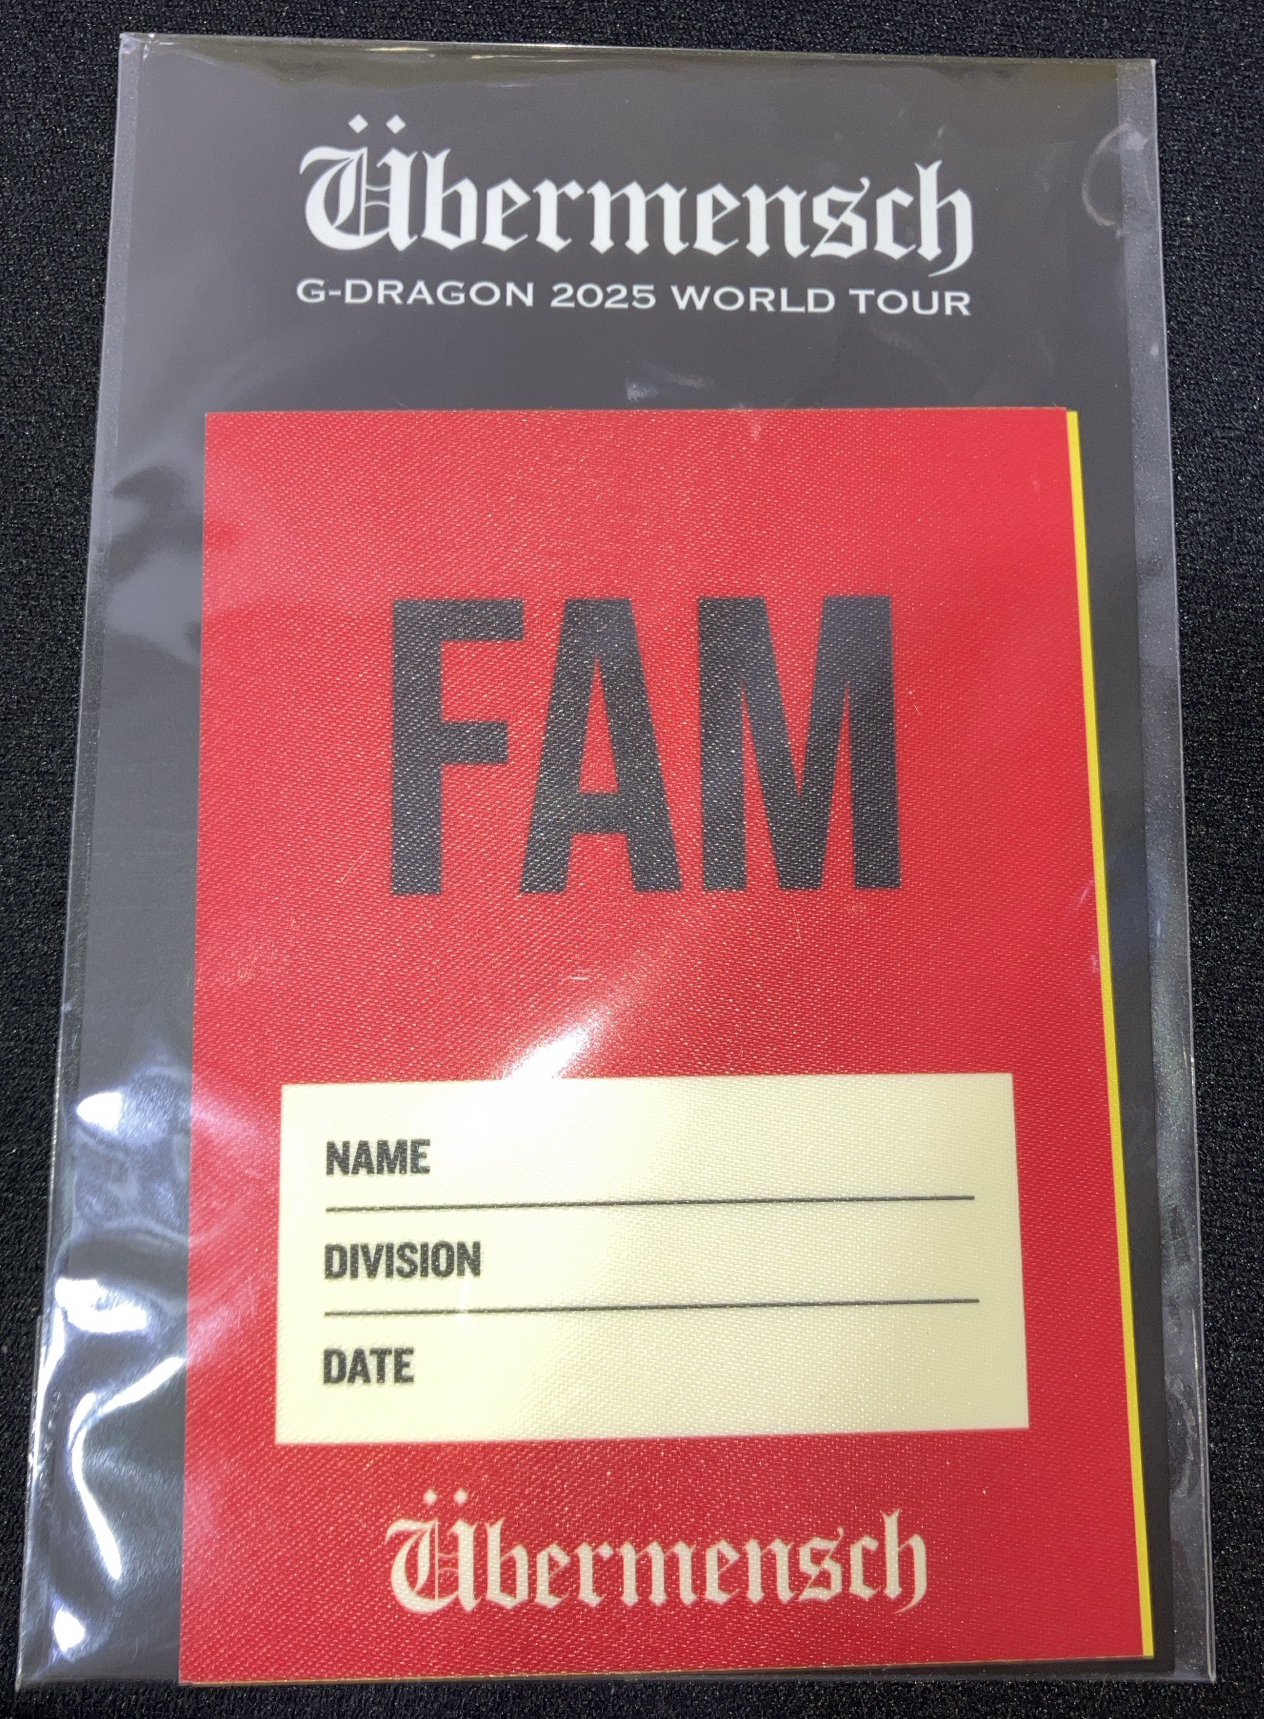 Übermensch
G-DRAGON 2025 WORLD TOUR
FAM
NAME
DIVISION
DATE
Übermensch